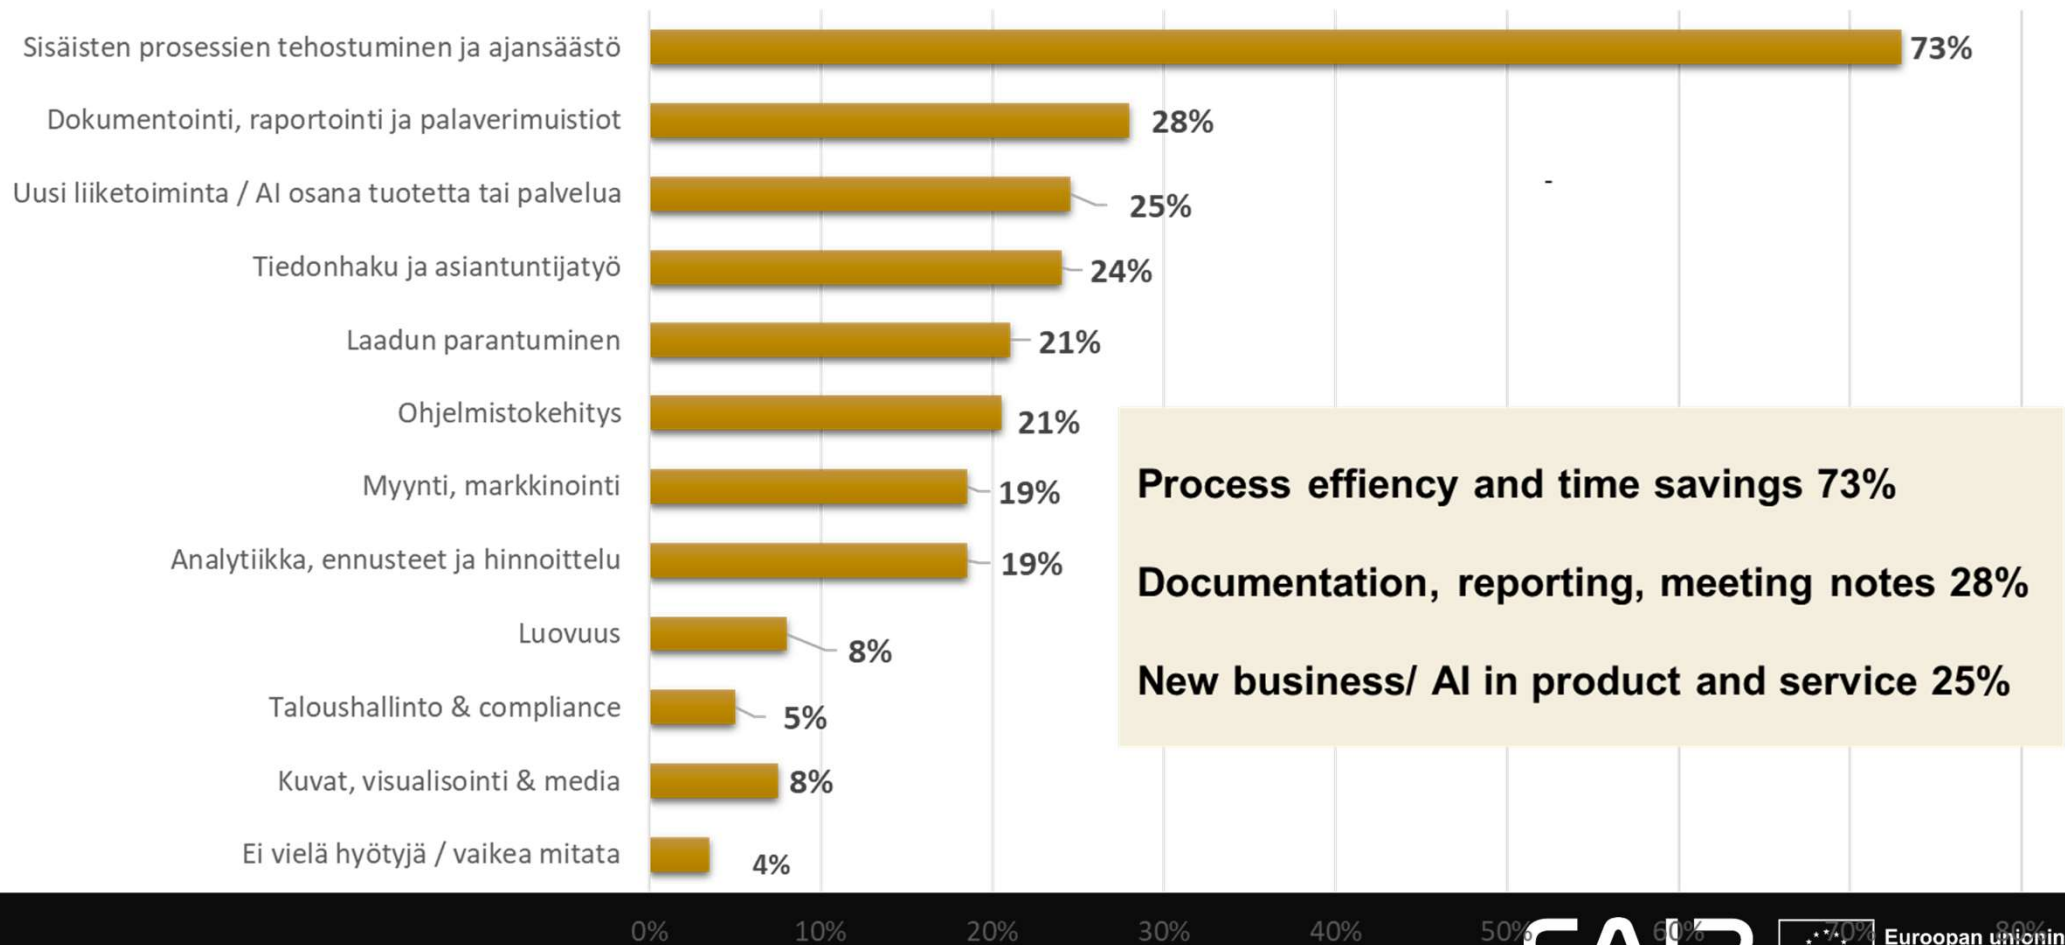 Sisäisten prosessien tehostuminen ja ajansäästö 73%
Dokumentointi, raportointi ja palaverimuistiot 28%
Uusi liiketoiminta / AI osana tuotetta tai palvelua 25%
-
Tiedonhaku ja asiantuntijatyö 24%
Laadun parantuminen 21%
Ohjelmistokehitys 21%
Myynti, markkinointi 19%
Analytiikka, ennusteet ja hinnoittelu 19%
Luovuus 8%
Taloushallinto & compliance 5%
Kuvat, visualisointi & media 8%
Ei vielä hyötyjä / vaikea mitata 4%
Process effiency and time savings 73%
Documentation, reporting, meeting notes 28%
New business/ AI in product and service 25%
0% 10% 20% 30% 40% 50% 60% 70% 80%
Euroopan unionin